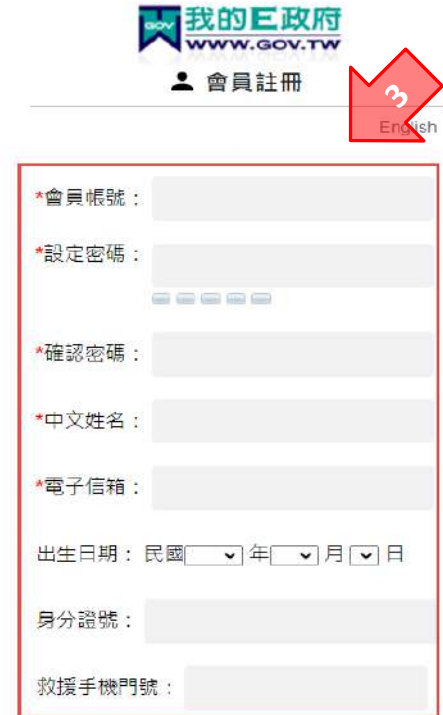 GOV 我的E政府
WWW.GOV.TW
會員註冊
3
English
*會員帳號：
*設定密碼：
*確認密碼：
*中文姓名：
*電子信箱：
出生日期：民國 年 月 日
身分證號：
救援手機門號：